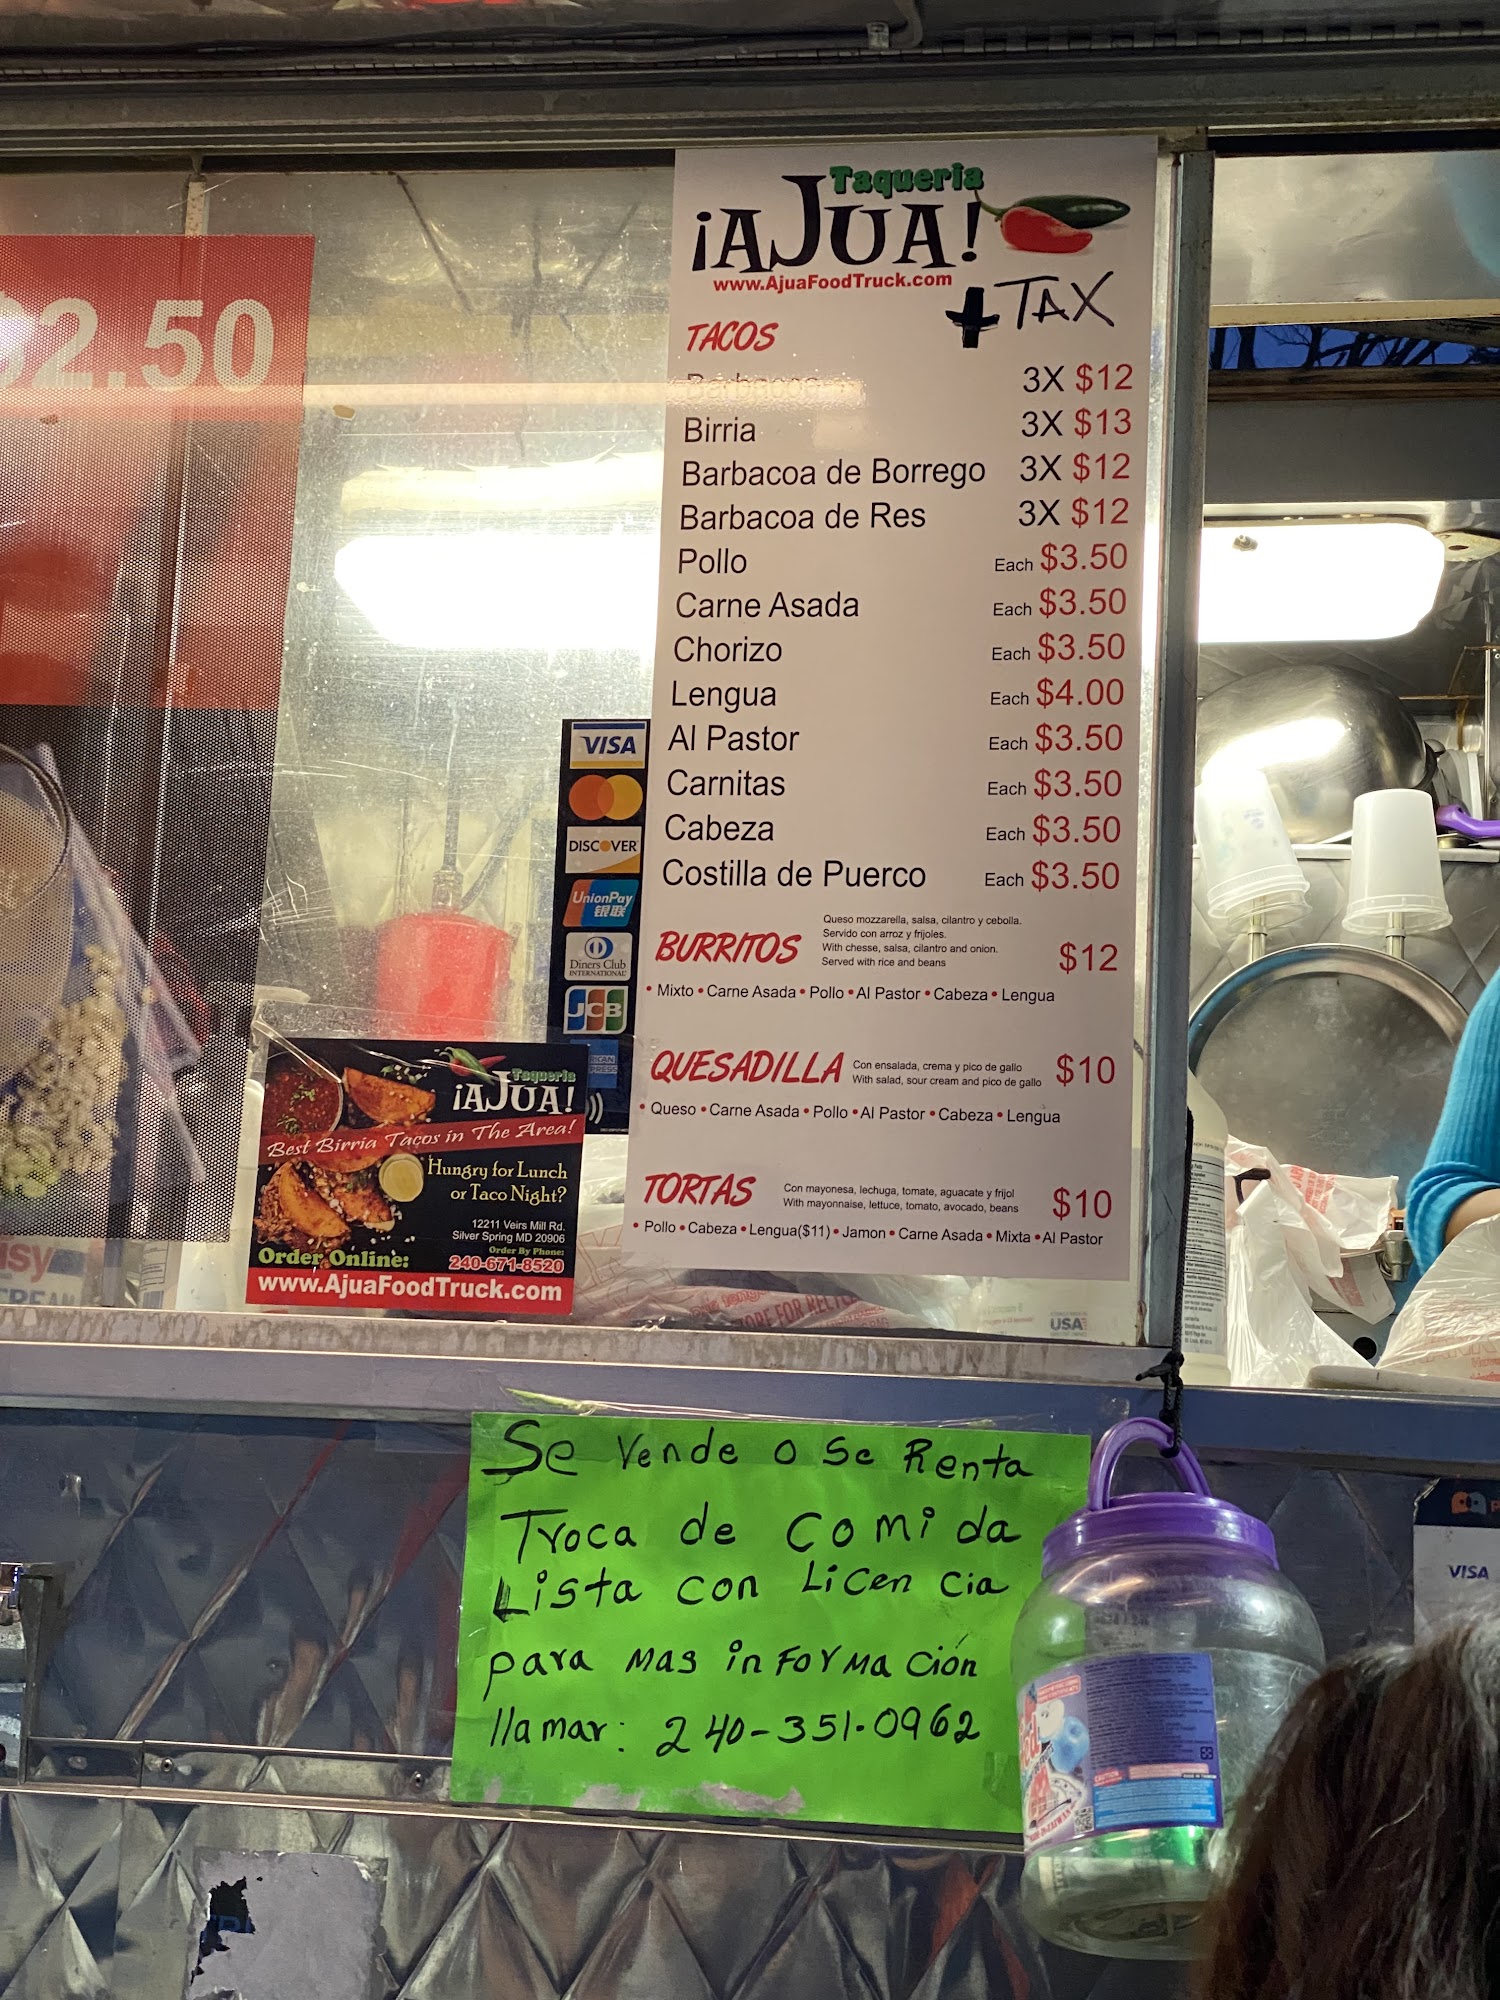 $2.50
Taqueria
¡AJUA!
www.AjuaFoodTruck.com
+ TAX
TACOS
Barbacoa 3X $12
Birria 3X $13
Barbacoa de Borrego 3X $12
Barbacoa de Res 3X $12
Pollo Each $3.50
Carne Asada Each $3.50
Chorizo Each $3.50
Lengua Each $4.00
Al Pastor Each $3.50
Carnitas Each $3.50
Cabeza Each $3.50
Costilla de Puerco Each $3.50
BURRITOS $12
Queso mozzarella, salsa, cilantro y cebolla.
Servido con arroz y frijoles.
With chesse, salsa, cilantro and onion.
Served with rice and beans
• Mixto • Carne Asada • Pollo • Al Pastor • Cabeza • Lengua
QUESADILLA $10
Con ensalada, crema y pico de gallo
With salad, sour cream and pico de gallo
• Queso • Carne Asada • Pollo • Al Pastor • Cabeza • Lengua
TORTAS $10
Con mayonesa, lechuga, tomate, aguacate y frijol
With mayonnaise, lettuce, tomato, avocado, beans
• Pollo • Cabeza • Lengua($11) • Jamon • Carne Asada • Mixta • Al Pastor
VISA
DISCOVER
UnionPay
银联
Diners Club
INTERNATIONAL
JCB
Taqueria
¡AJUA!
Best Birria Tacos in The Area!
Hungry for Lunch
or Taco Night?
12211 Veirs Mill Rd.
Silver Spring MD 20906
Order Online:
Order By Phone:
240-671-8520
www.AjuaFoodTruck.com
USA
Se Vende o Se Renta
Troca de Comida
Lista con Licencia
para mas información
llamar: 240-351-0962
VISA